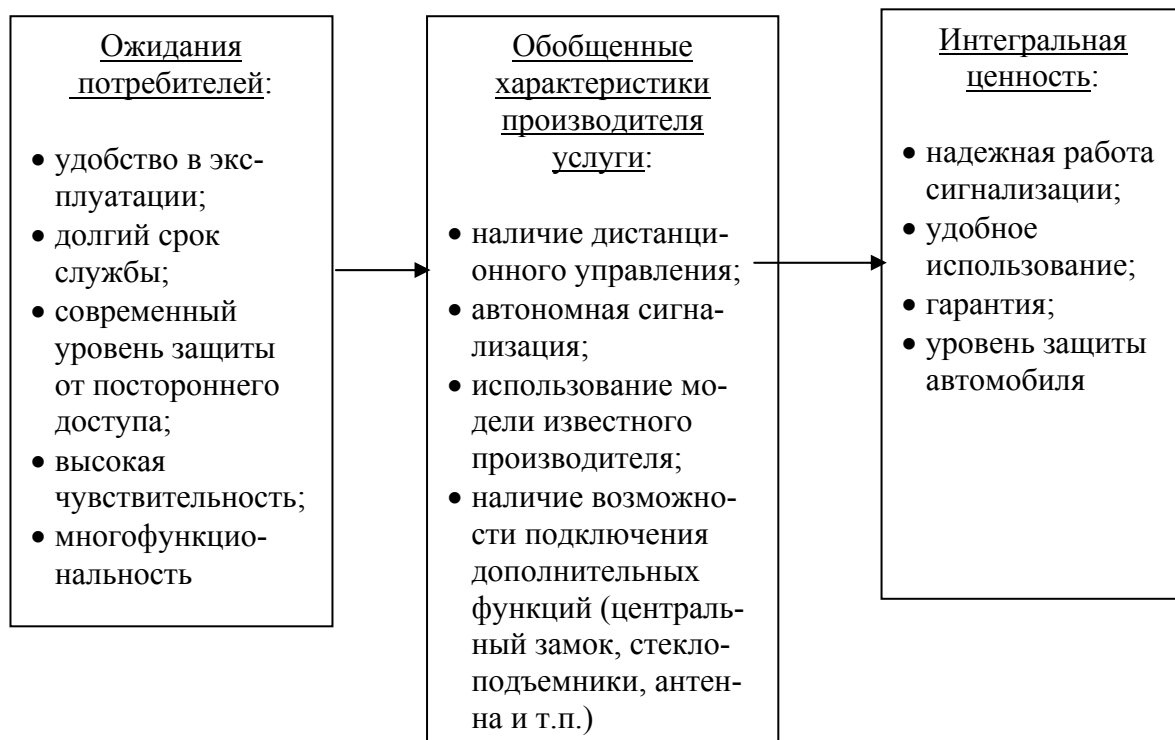 Ожидания
потребителей:
• удобство в экс-
плуатации;
• долгий срок
службы;
• современный
уровень защиты
от постороннего
доступа;
• высокая
чувствительность;
• многофункцио-
нальность
Обобщенные
характеристики
производителя
услуги:
• наличие дистанци-
онного управления;
• автономная сигна-
лизация;
• использование мо-
дели известного
производителя;
• наличие возможно-
сти подключения
дополнительных
функций (централь-
ный замок, стекло-
подъемники, антен-
на и т.п.)
Интегральная
ценность:
• надежная работа
сигнализации;
• удобное
использование;
• гарантия;
• уровень защиты
автомобиля